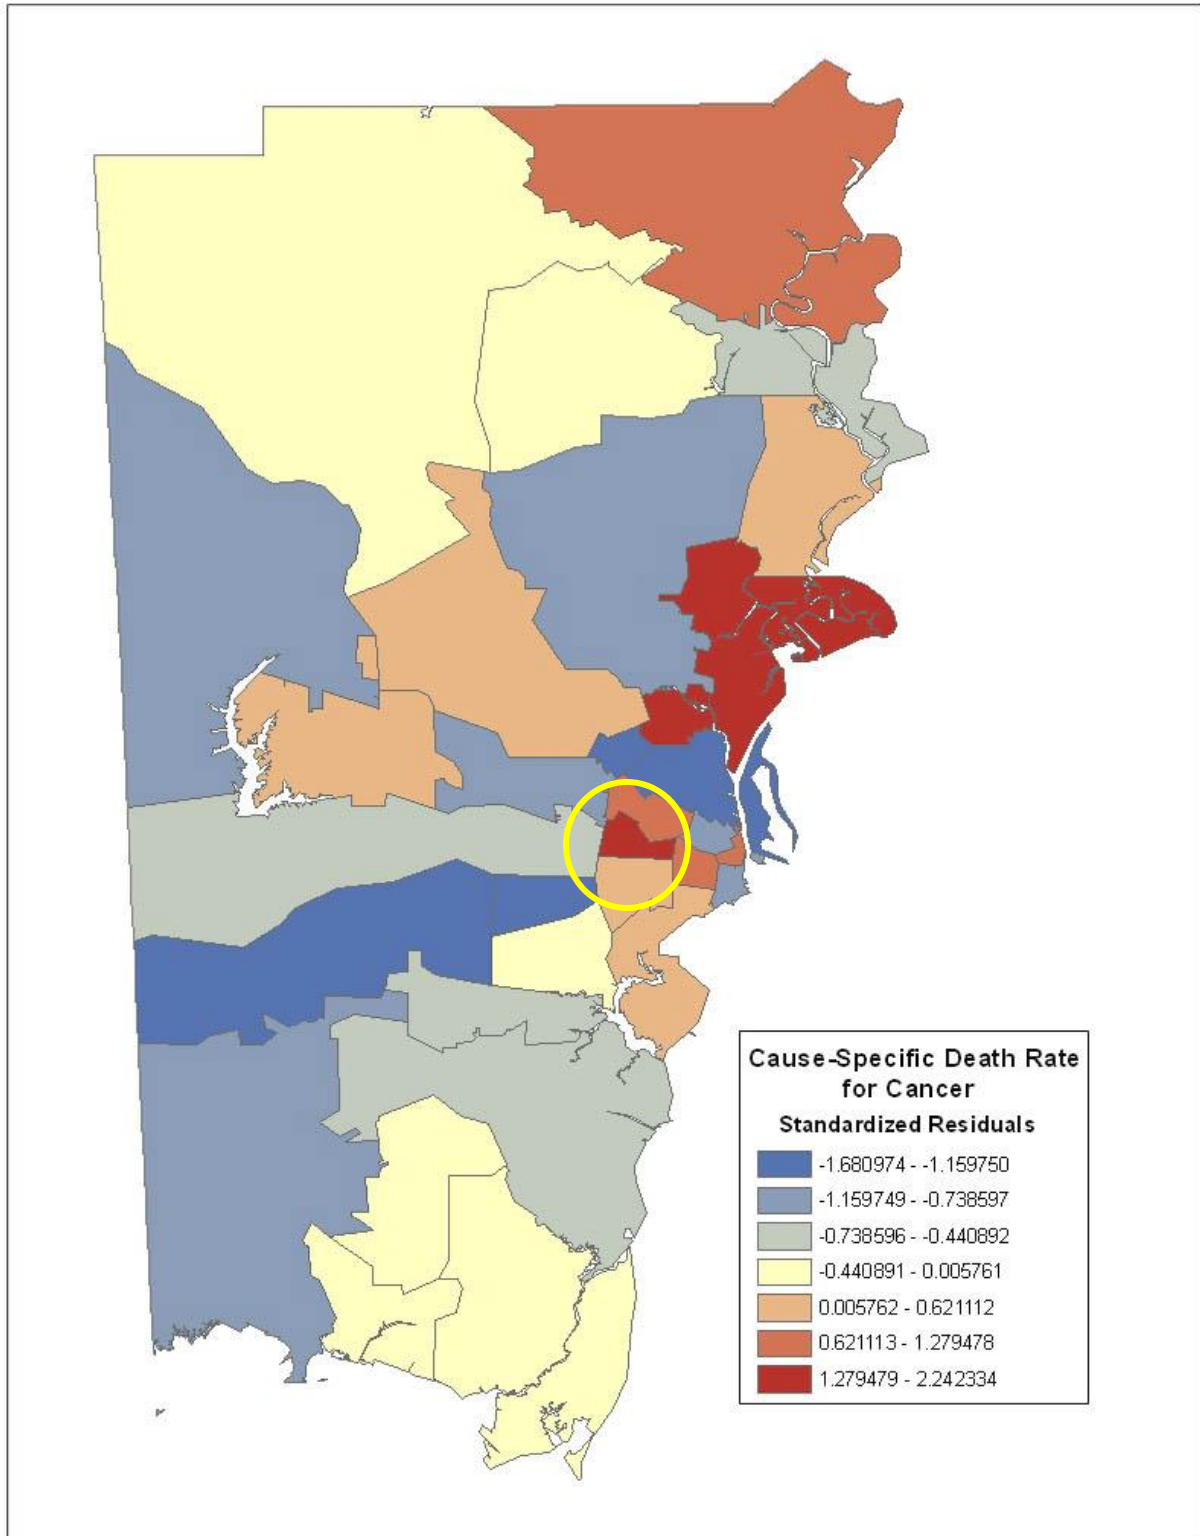 Cause-Specific Death Rate
for Cancer
Standardized Residuals
-1.680974 - -1.159750
-1.159749 - -0.738597
-0.738596 - -0.440892
-0.440891 - 0.005761
0.005762 - 0.621112
0.621113 - 1.279478
1.279479 - 2.242334